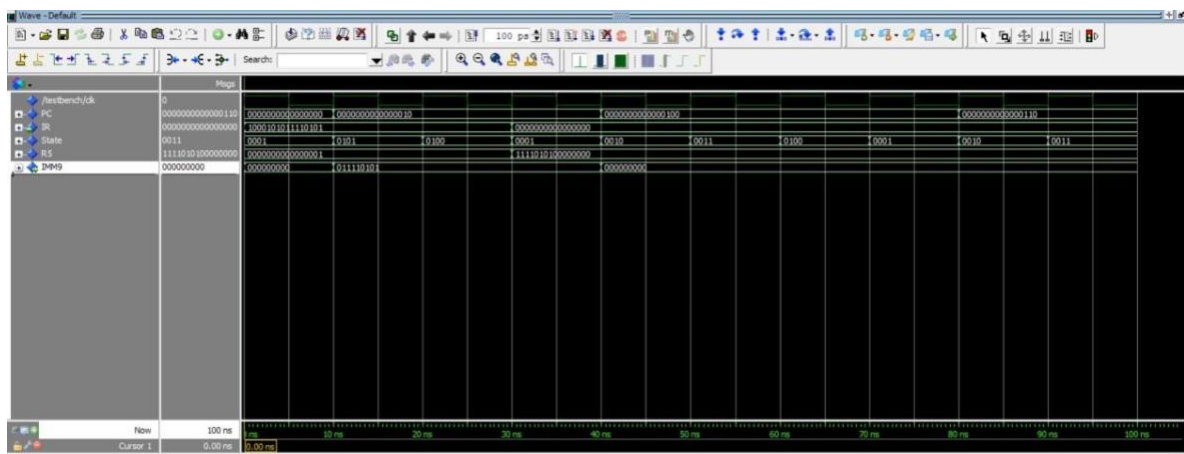 Wave - Default
100 ps
Search:
Msgs
/testbench/clk 0
PC 0000000000000110 0000000000000000 0000000000000010 0000000000000100 0000000000000110
IR 0000000000000000 1000101011110101 0000000000000000
State 0011 0001 0101 0100 0001 0010 0011 0100 0001 0010 0011
R5 1111010100000000 0000000000000001 1111010100000000
IMM9 000000000 000000000 011110101 000000000
Now 100 ns ns 10 ns 20 ns 30 ns 40 ns 50 ns 60 ns 70 ns 80 ns 90 ns 100 ns
Cursor 1 0.00 ns 0.00 ns